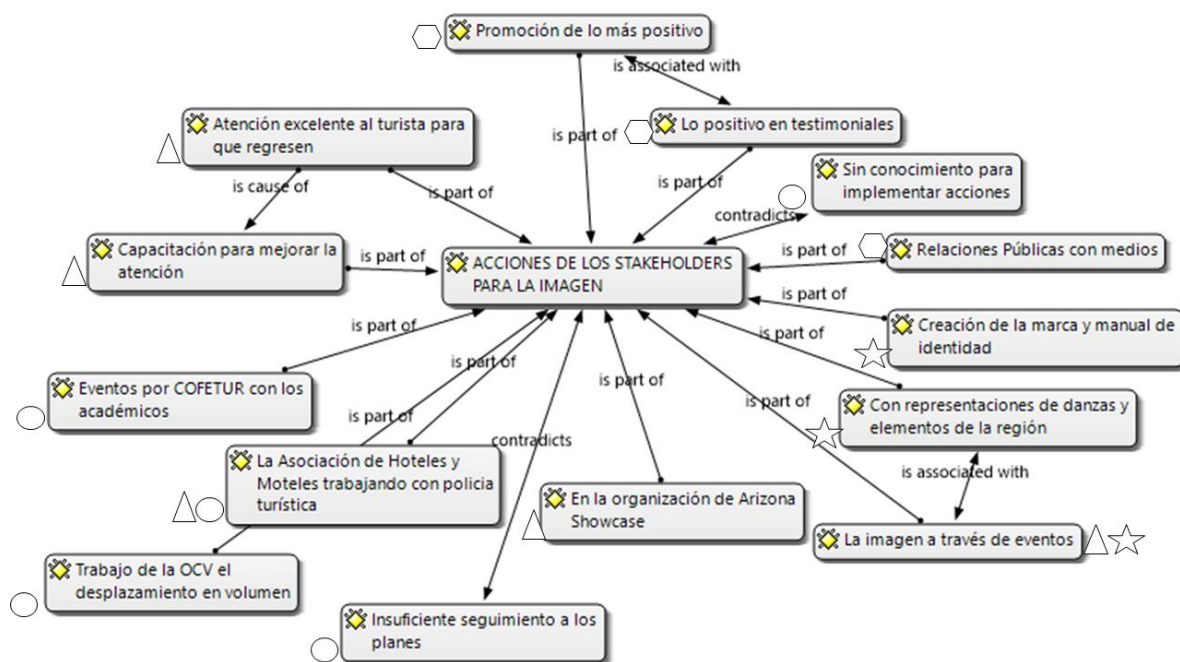 Promoción de lo más positivo
is associated with
Atención excelente al turista para
que regresen
is part of
Lo positivo en testimoniales
is cause of
is part of
is part of
Sin conocimiento para
implementar acciones
contradicts
Capacitación para mejorar la
atención
is part of
ACCIONES DE LOS STAKEHOLDERS
PARA LA IMAGEN
is part of
Relaciones Públicas con medios
is part of
Creación de la marca y manual de
identidad
is part of
is part of
is part of
Eventos por COFETUR con los
académicos
is part of
is part of
Con representaciones de danzas y
elementos de la región
is part of
contradicts
La Asociación de Hoteles y
Moteles trabajando con policia
turística
is associated with
En la organización de Arizona
Showcase
La imagen a través de eventos
Trabajo de la OCV el
desplazamiento en volumen
Insuficiente seguimiento a los
planes